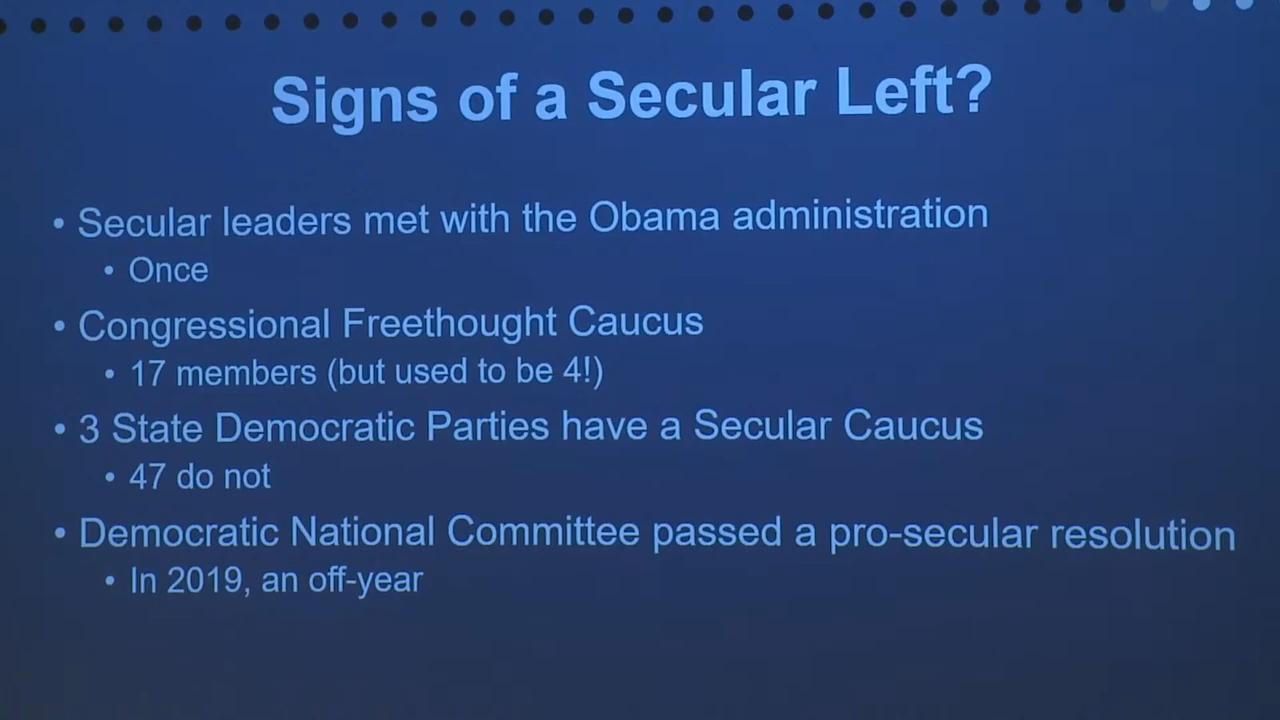 Signs of a Secular Left?
• Secular leaders met with the Obama administration
• Once
• Congressional Freethought Caucus
• 17 members (but used to be 4!)
• 3 State Democratic Parties have a Secular Caucus
• 47 do not
• Democratic National Committee passed a pro-secular resolution
• In 2019, an off-year